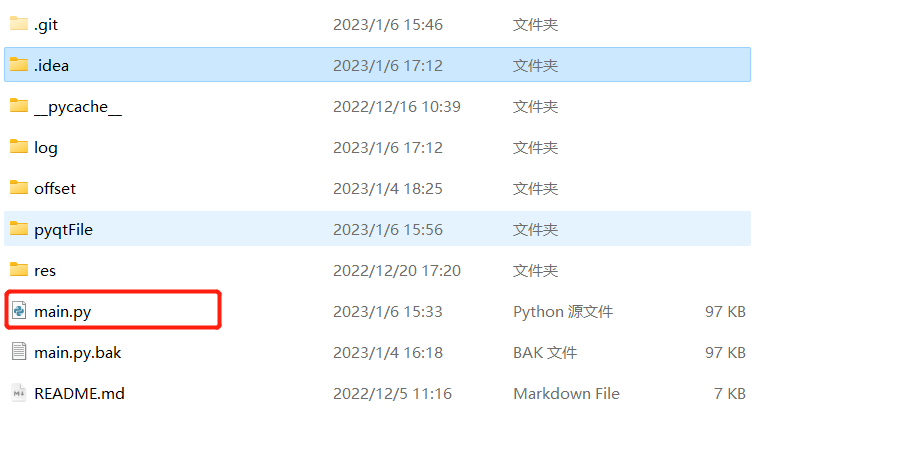 .git 2023/1/6 15:46 文件夹
.idea 2023/1/6 17:12 文件夹
__pycache__ 2022/12/16 10:39 文件夹
log 2023/1/6 17:12 文件夹
offset 2023/1/4 18:25 文件夹
pyqtFile 2023/1/6 15:56 文件夹
res 2022/12/20 17:20 文件夹
main.py 2023/1/6 15:33 Python 源文件 97 KB
main.py.bak 2023/1/4 16:18 BAK 文件 97 KB
README.md 2022/12/5 11:16 Markdown File 7 KB